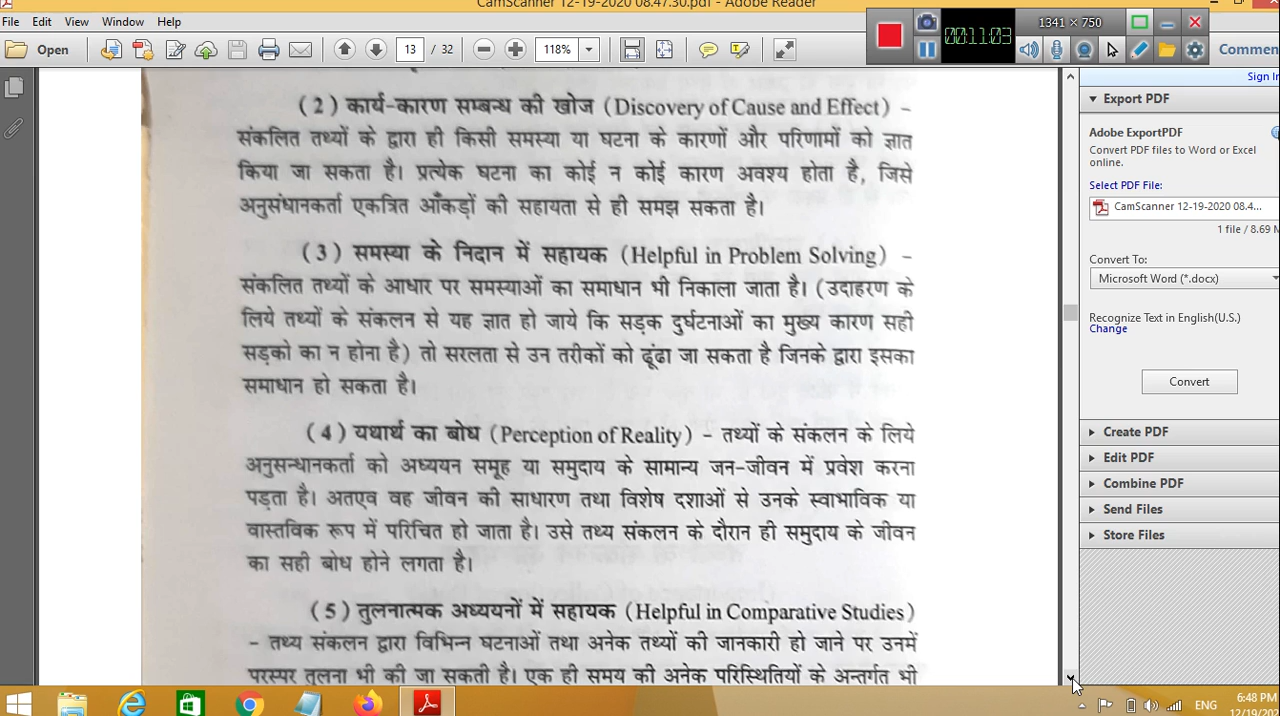 CamScanner 12-19-2020 08.47.30.pdf - Adobe Reader
File Edit View Window Help
Open 13 / 32 118%
00:11:03
1341 × 750
Comment
Sign In
(2) कार्य-कारण सम्बन्ध की खोज (Discovery of Cause and Effect) –
संकलित तथ्यों के द्वारा ही किसी समस्या या घटना के कारणों और परिणामों को ज्ञात
किया जा सकता है। प्रत्येक घटना का कोई न कोई कारण अवश्य होता है, जिसे
अनुसंधानकर्ता एकत्रित आँकड़ों की सहायता से ही समझ सकता है।
(3) समस्या के निदान में सहायक (Helpful in Problem Solving) –
संकलित तथ्यों के आधार पर समस्याओं का समाधान भी निकाला जाता है। (उदाहरण के
लिये तथ्यों के संकलन से यह ज्ञात हो जाये कि सड़क दुर्घटनाओं का मुख्य कारण सही
सड़को का न होना है) तो सरलता से उन तरीकों को ढूंढा जा सकता है जिनके द्वारा इसका
समाधान हो सकता है।
(4) यथार्थ का बोध (Perception of Reality) – तथ्यों के संकलन के लिये
अनुसन्धानकर्ता को अध्ययन समूह या समुदाय के सामान्य जन-जीवन में प्रवेश करना
पड़ता है। अतएव वह जीवन की साधारण तथा विशेष दशाओं से उनके स्वाभाविक या
वास्तविक रूप में परिचित हो जाता है। उसे तथ्य संकलन के दौरान ही समुदाय के जीवन
का सही बोध होने लगता है।
(5) तुलनात्मक अध्ययनों में सहायक (Helpful in Comparative Studies)
– तथ्य संकलन द्वारा विभिन्न घटनाओं तथा अनेक तथ्यों की जानकारी हो जाने पर उनमें
परस्पर तुलना भी की जा सकती है। एक ही समय की अनेक परिस्थितियों के अन्तर्गत भी
Export PDF
Adobe ExportPDF
Convert PDF files to Word or Excel
online.
Select PDF File:
CamScanner 12-19-2020 08.4...
1 file / 8.69 M
Convert To:
Microsoft Word (*.docx)
Recognize Text in English(U.S.)
Change
Convert
Create PDF
Edit PDF
Combine PDF
Send Files
Store Files
ENG
6:48 PM
12/19/202